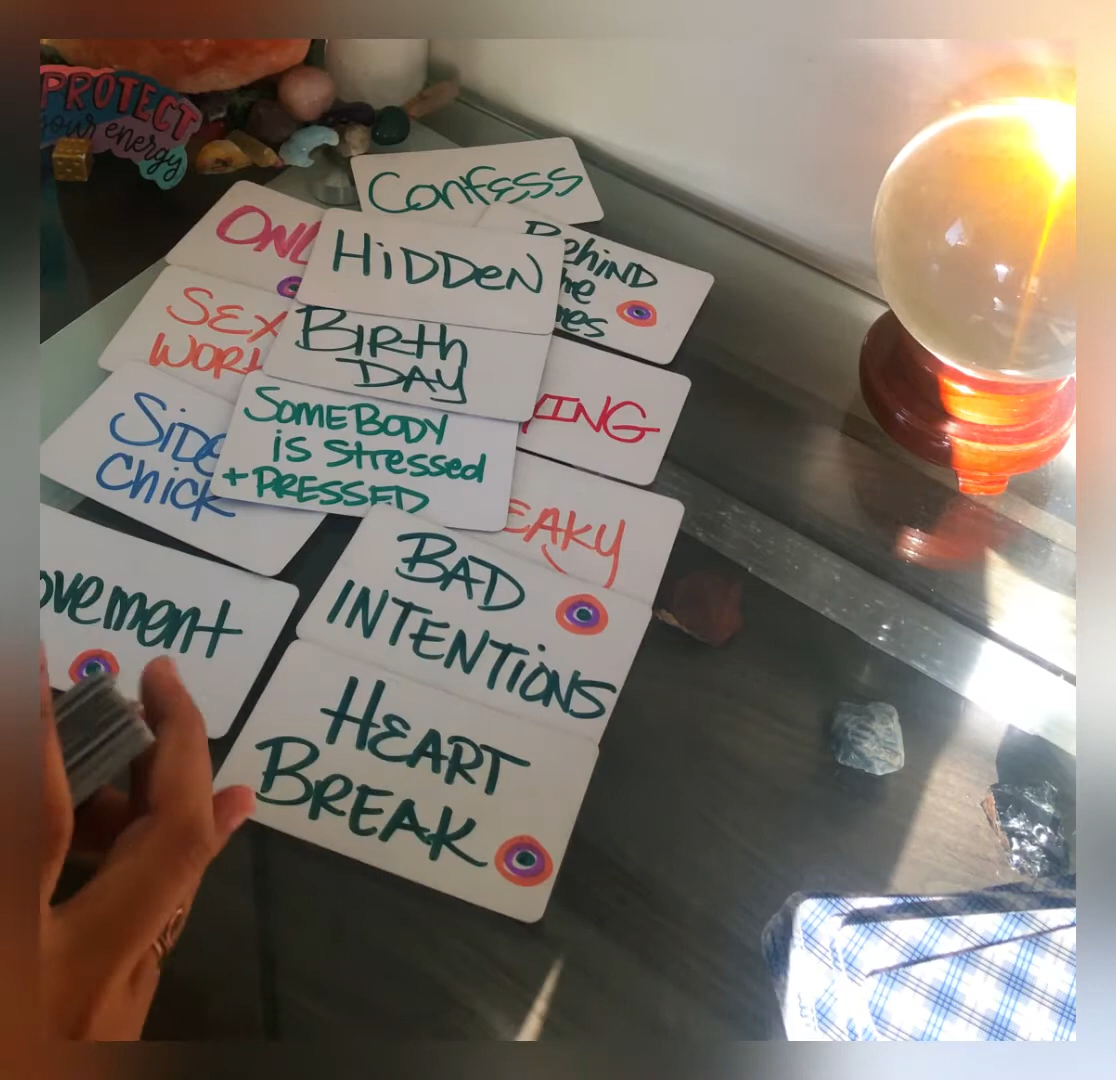 PROTECT
your energy
Confess
HiDDeN
BehiND
the
BiRth
DAY
SEX
WORK
SomeBODY
is Stressed
+ PRESSED
SiDe
Chick
BAD
INTENTiONS
HEART
BREAK